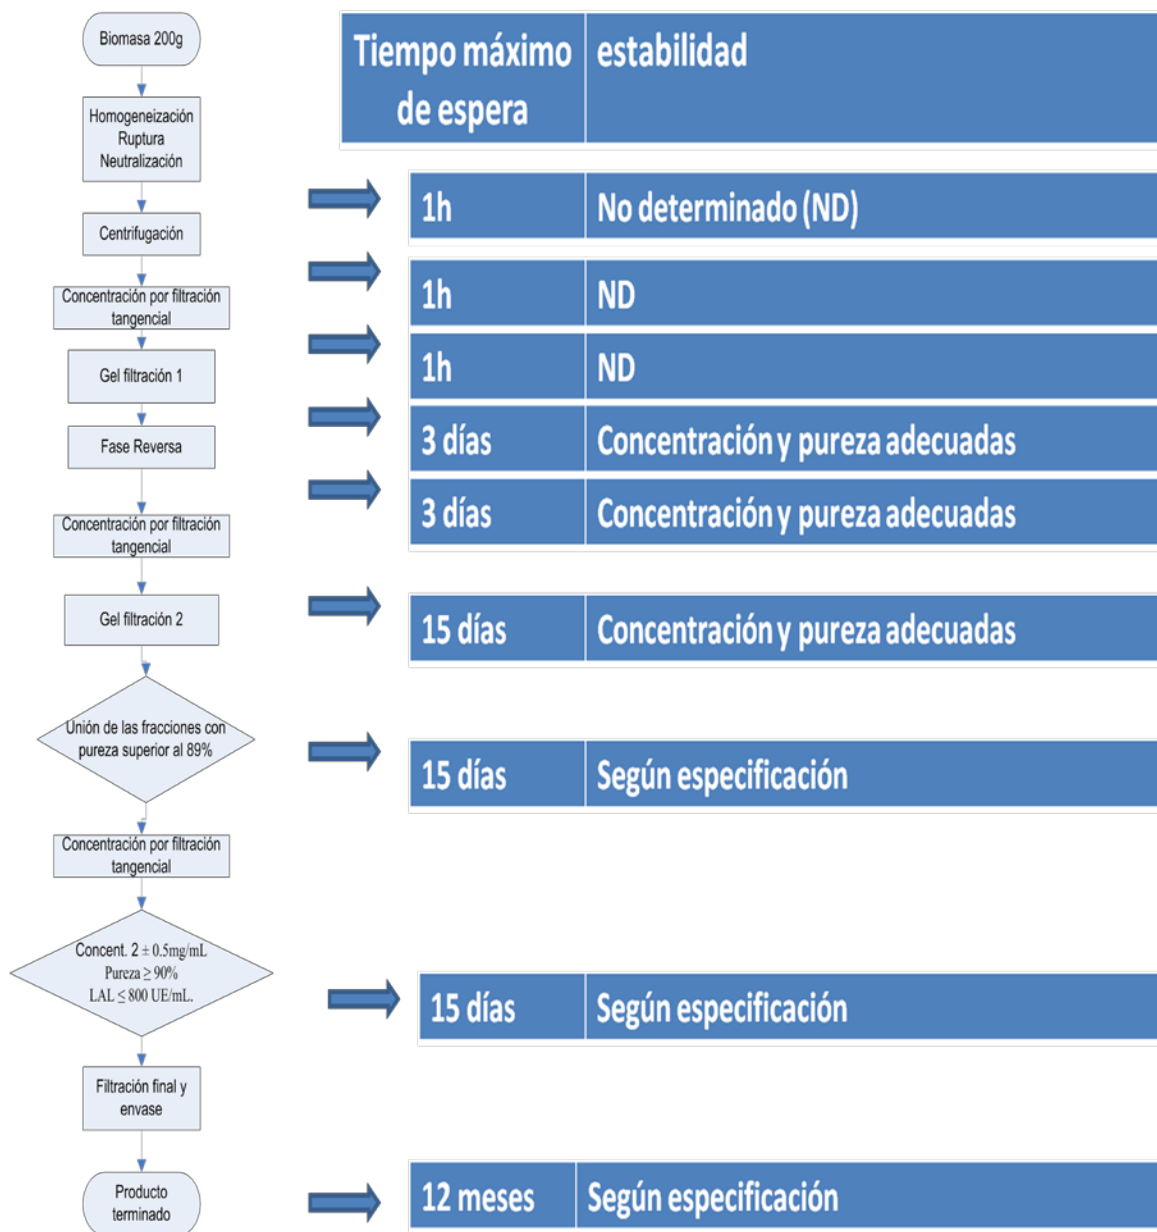 Biomasa 200g
Homogeneización
Ruptura
Neutralización
Centrifugación
Concentración por filtración
tangencial
Gel filtración 1
Fase Reversa
Concentración por filtración
tangencial
Gel filtración 2
Unión de las fracciones con
pureza superior al 89%
Concentración por filtración
tangencial
Concent. 2 ± 0.5mg/mL
Pureza ≥ 90%
LAL ≤ 800 UE/mL.
Filtración final y
envase
Producto
terminado
Tiempo máximo
de espera
estabilidad
1h
No determinado (ND)
1h
ND
1h
ND
3 días
Concentración y pureza adecuadas
3 días
Concentración y pureza adecuadas
15 días
Concentración y pureza adecuadas
15 días
Según especificación
15 días
Según especificación
12 meses
Según especificación